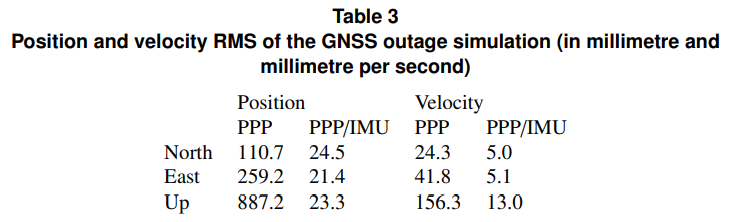 Table 3
Position and velocity RMS of the GNSS outage simulation (in millimetre and
millimetre per second)
Position Velocity
PPP PPP/IMU PPP PPP/IMU
North 110.7 24.5 24.3 5.0
East 259.2 21.4 41.8 5.1
Up 887.2 23.3 156.3 13.0